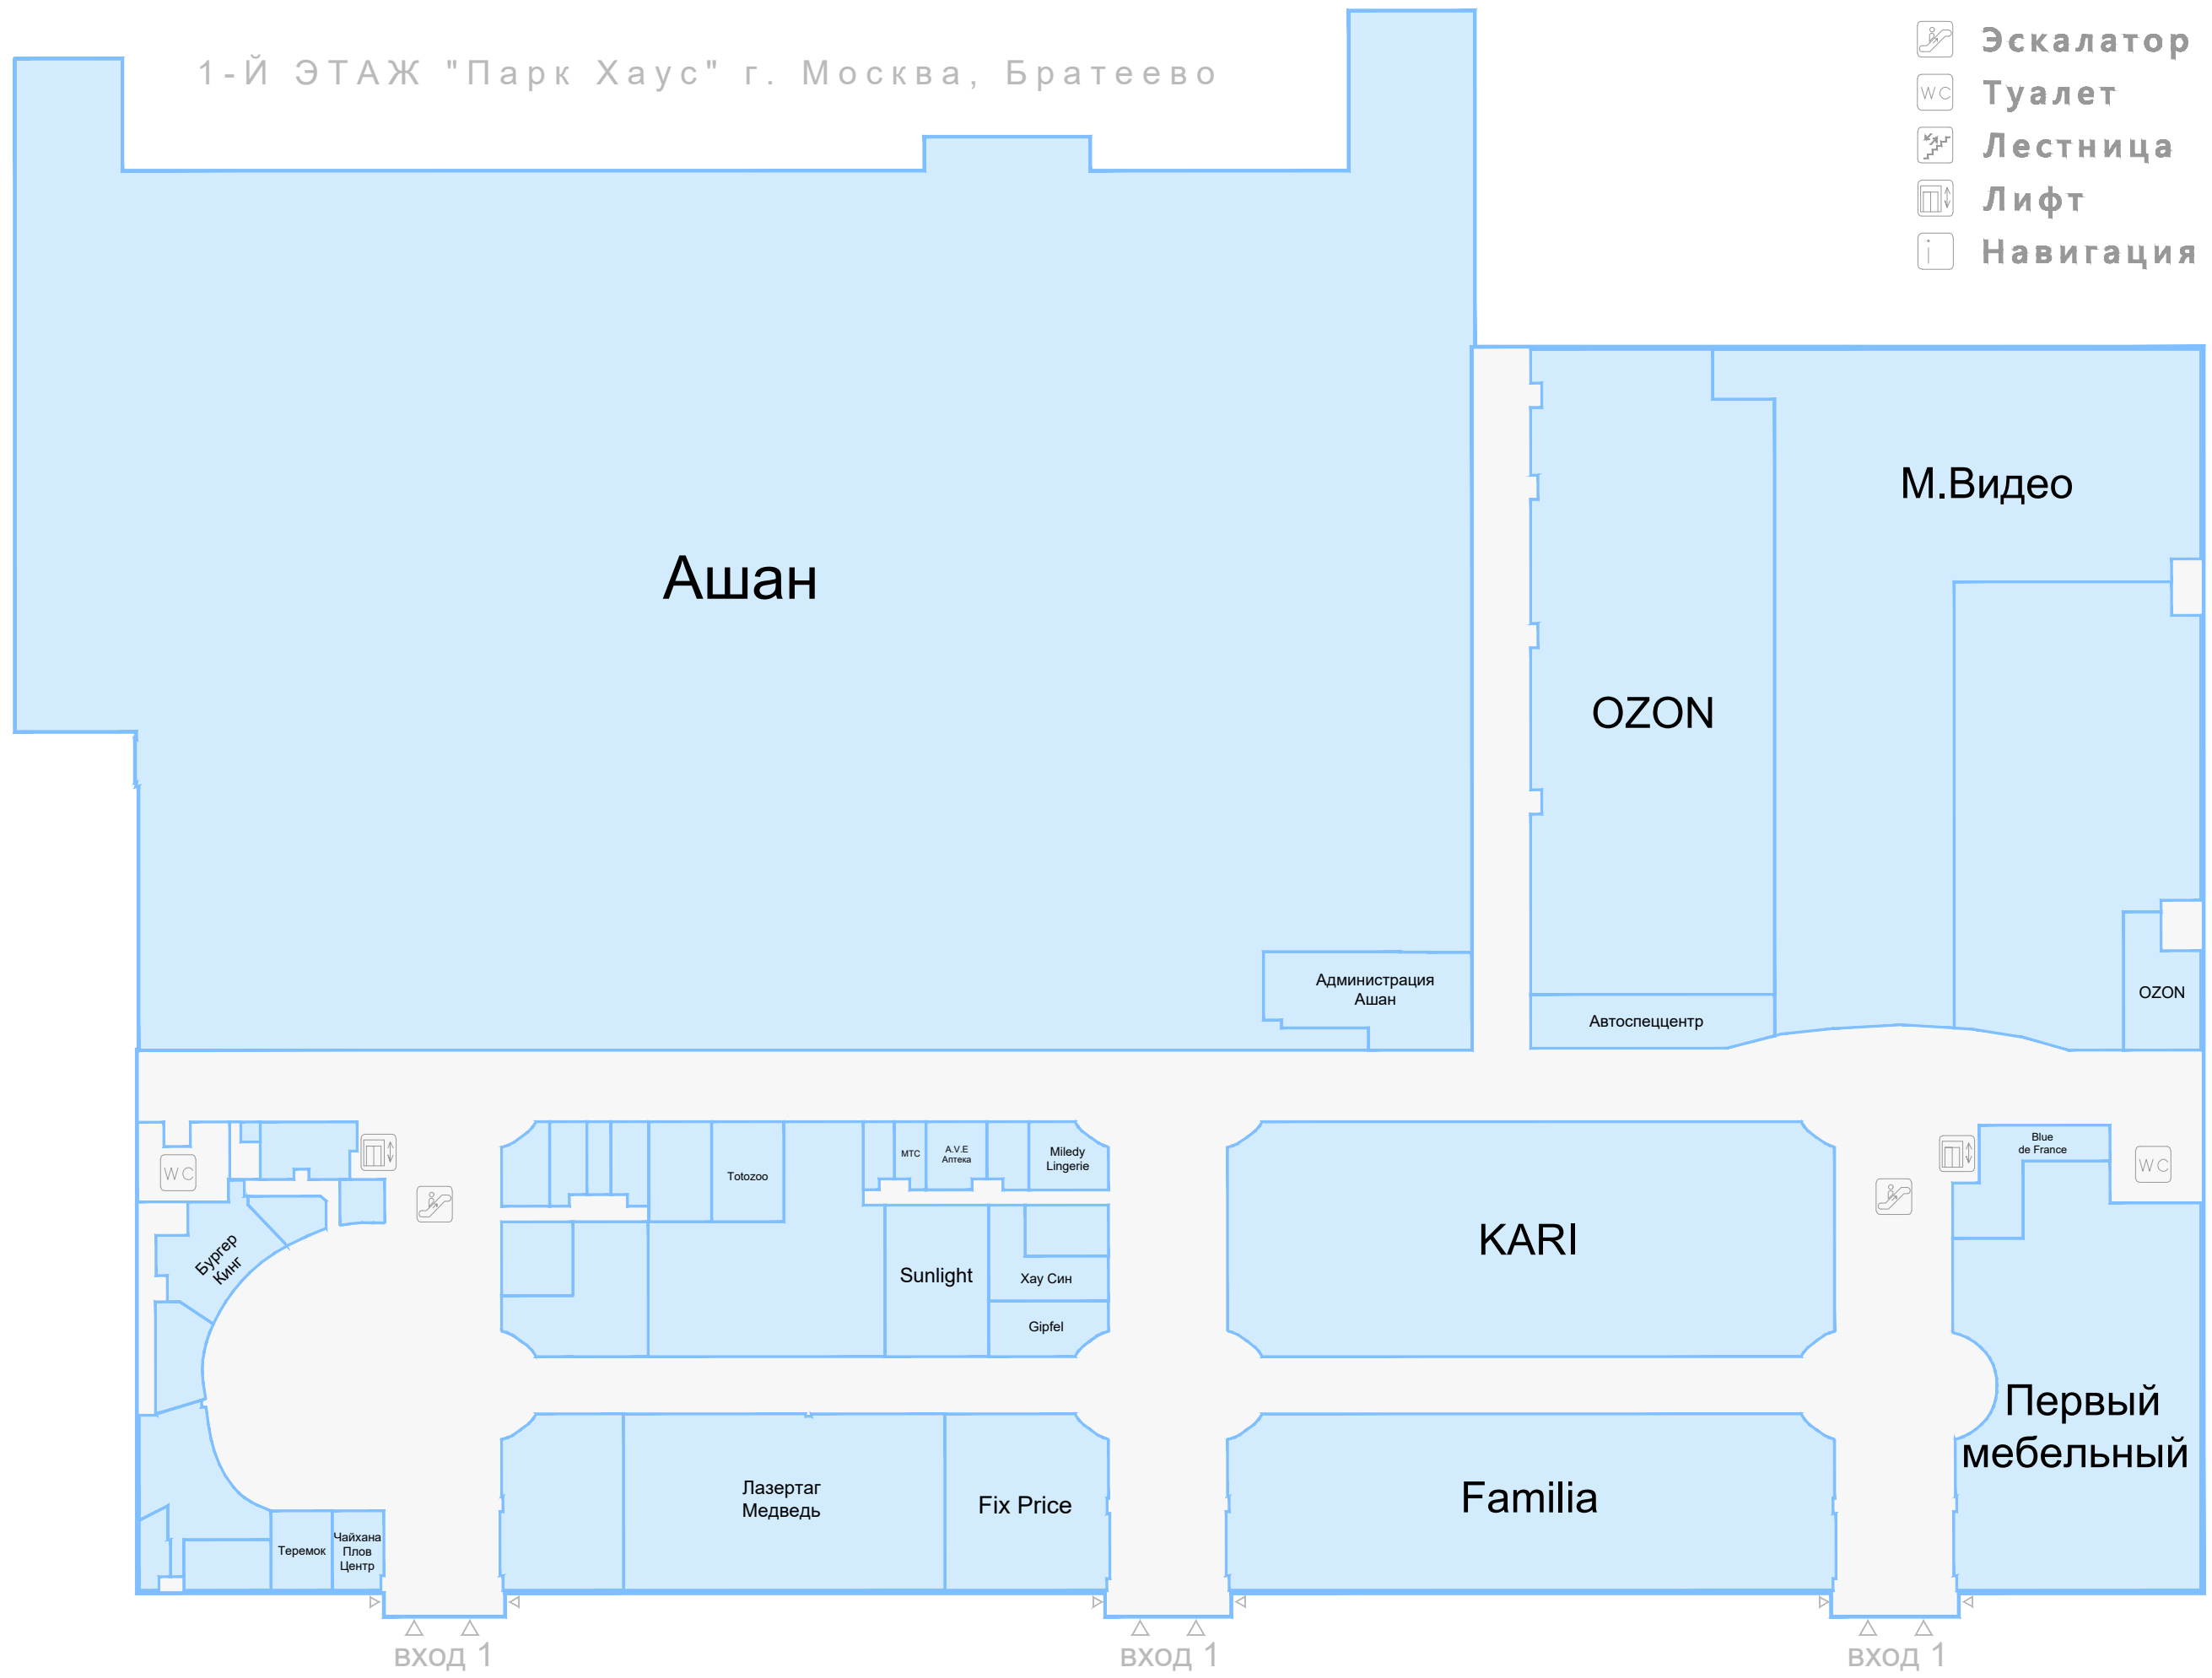 1-Й ЭТАЖ "Парк Хаус" г. Москва, Братеево
Эскалатор
WC Туалет
Лестница
Лифт
i Навигация
М.Видео
Ашан
OZON
Администрация
Ашан
OZON
Автоспеццентр
WC
Totozoo
МТС
A.V.E
Аптека
Miledy
Lingerie
Blue
de France
WC
Бургер
Кинг
Sunlight
Хау Син
Gipfel
KARI
Первый
мебельный
Лазертаг
Медведь
Fix Price
Familia
Теремок
Чайхана
Плов
Центр
вход 1
вход 1
вход 1